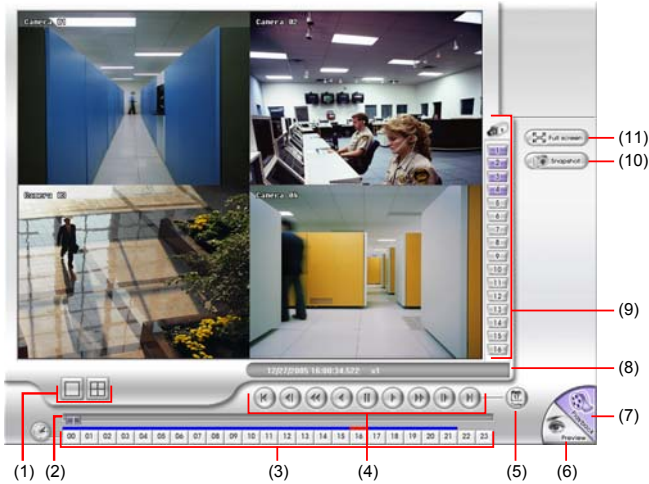 Camera 01
Camera 02
Camera 03
Camera 04
1
1
2
3
4
5
6
7
8
9
10
11
12
13
14
15
16
Full screen
(11)
Snapshot
(10)
(9)
12/27/2005 16:00:34.522: x1
(8)
(7)
Playback
Preview
00 01 02 03 04 05 06 07 08 09 10 11 12 13 14 15 16 17 18 19 20 21 22 23
(1) (2) (3) (4) (5) (6)